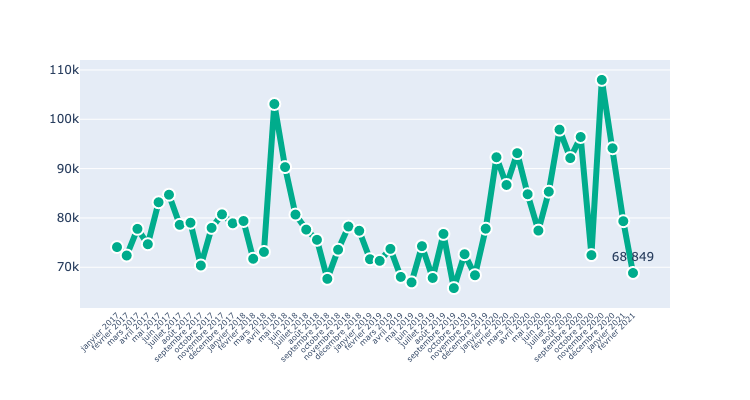 110k
100k
90k
80k
70k
68,849
janvier 2017
février 2017
mars 2017
avril 2017
mai 2017
juin 2017
juillet 2017
août 2017
septembre 2017
octobre 2017
novembre 2017
décembre 2017
janvier 2018
février 2018
mars 2018
avril 2018
mai 2018
juin 2018
juillet 2018
août 2018
septembre 2018
octobre 2018
novembre 2018
décembre 2018
janvier 2019
février 2019
mars 2019
avril 2019
mai 2019
juin 2019
juillet 2019
août 2019
septembre 2019
octobre 2019
novembre 2019
décembre 2019
janvier 2020
février 2020
mars 2020
avril 2020
mai 2020
juin 2020
juillet 2020
août 2020
septembre 2020
octobre 2020
novembre 2020
décembre 2020
janvier 2021
février 2021